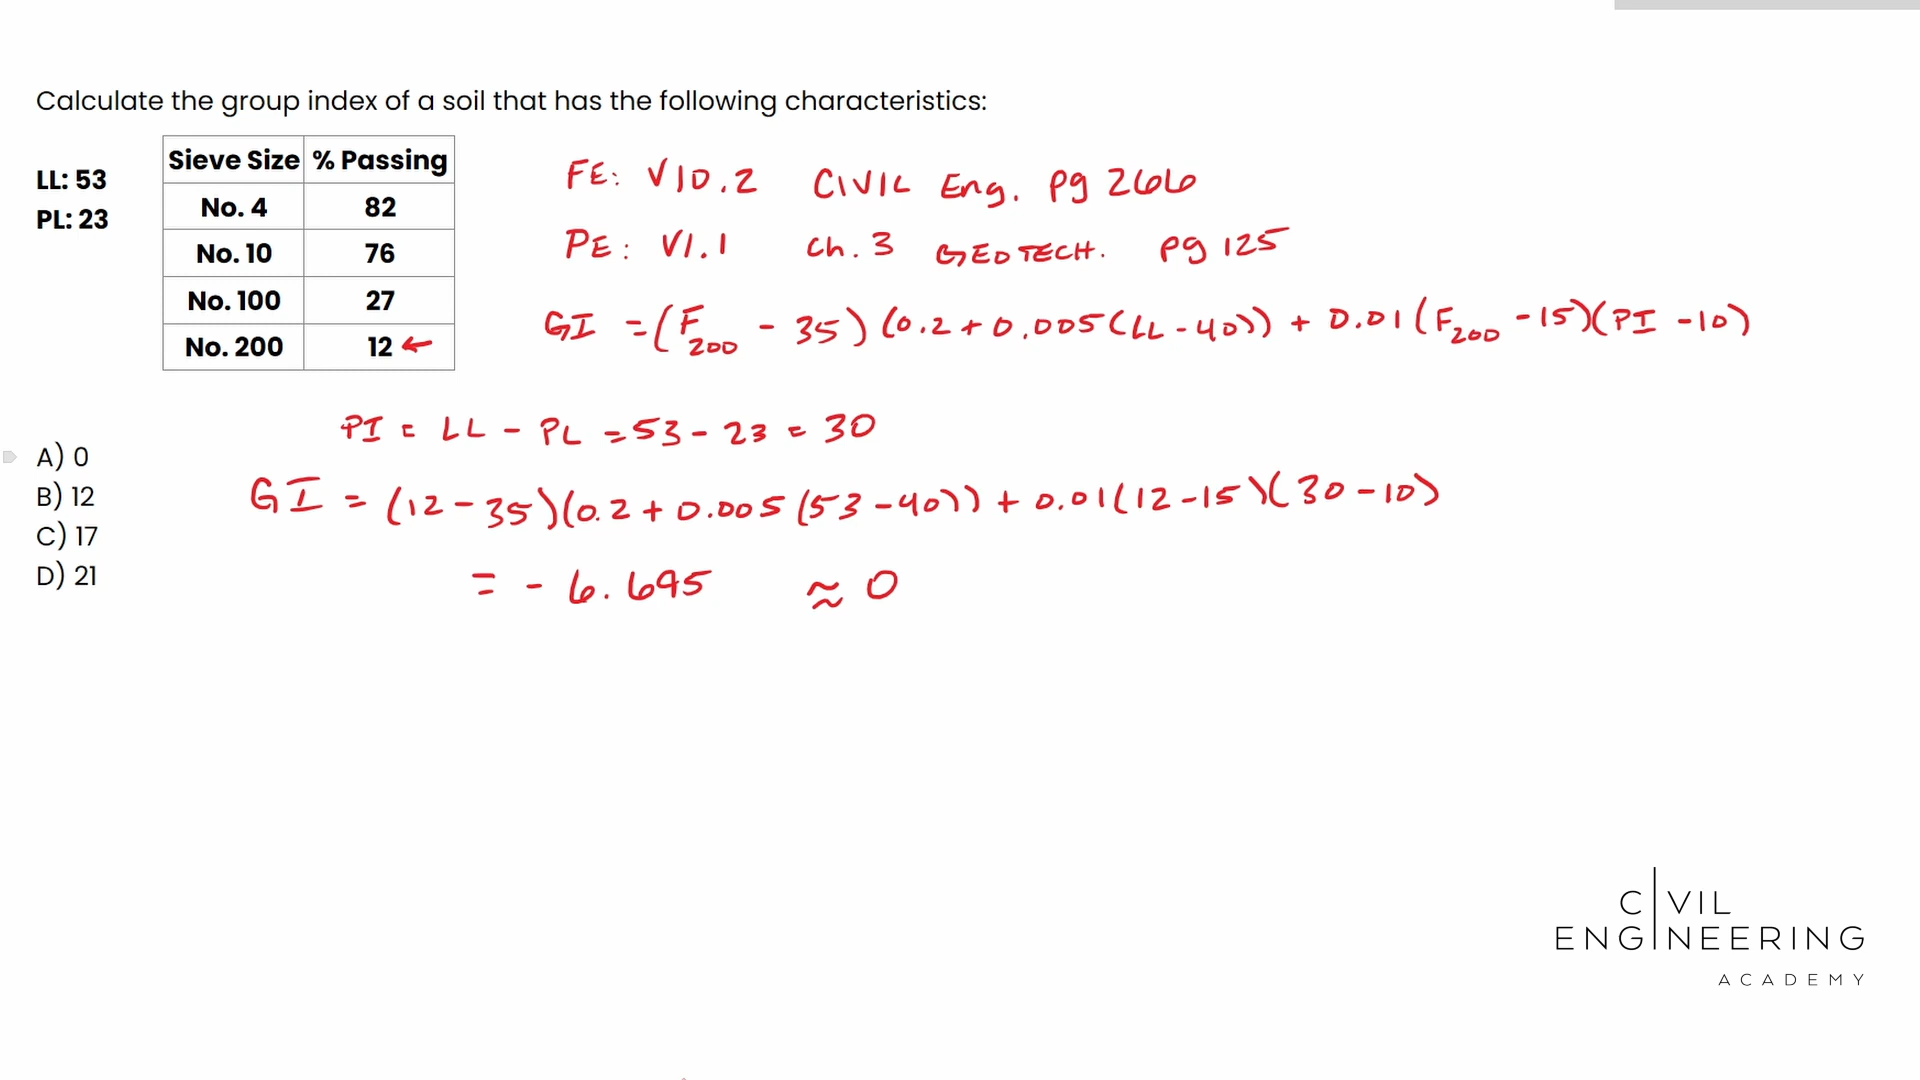 Calculate the group index of a soil that has the following characteristics:
LL: 53
PL: 23
Sieve Size % Passing
No. 4 82
No. 10 76
No. 100 27
No. 200 12 ←
FE: V10.2 CIVIL Eng. pg 266
PE: V1.1 Ch. 3 GEOTECH. pg 125
GI = (F200 - 35)(0.2 + 0.005(LL - 40)) + 0.01(F200 - 15)(PI - 10)
PI = LL - PL = 53 - 23 = 30
A) 0
B) 12
C) 17
D) 21
GI = (12 - 35)(0.2 + 0.005(53 - 40)) + 0.01(12 - 15)(30 - 10)
= - 6.695 ≈ 0
CIVIL
ENGINEERING
ACADEMY